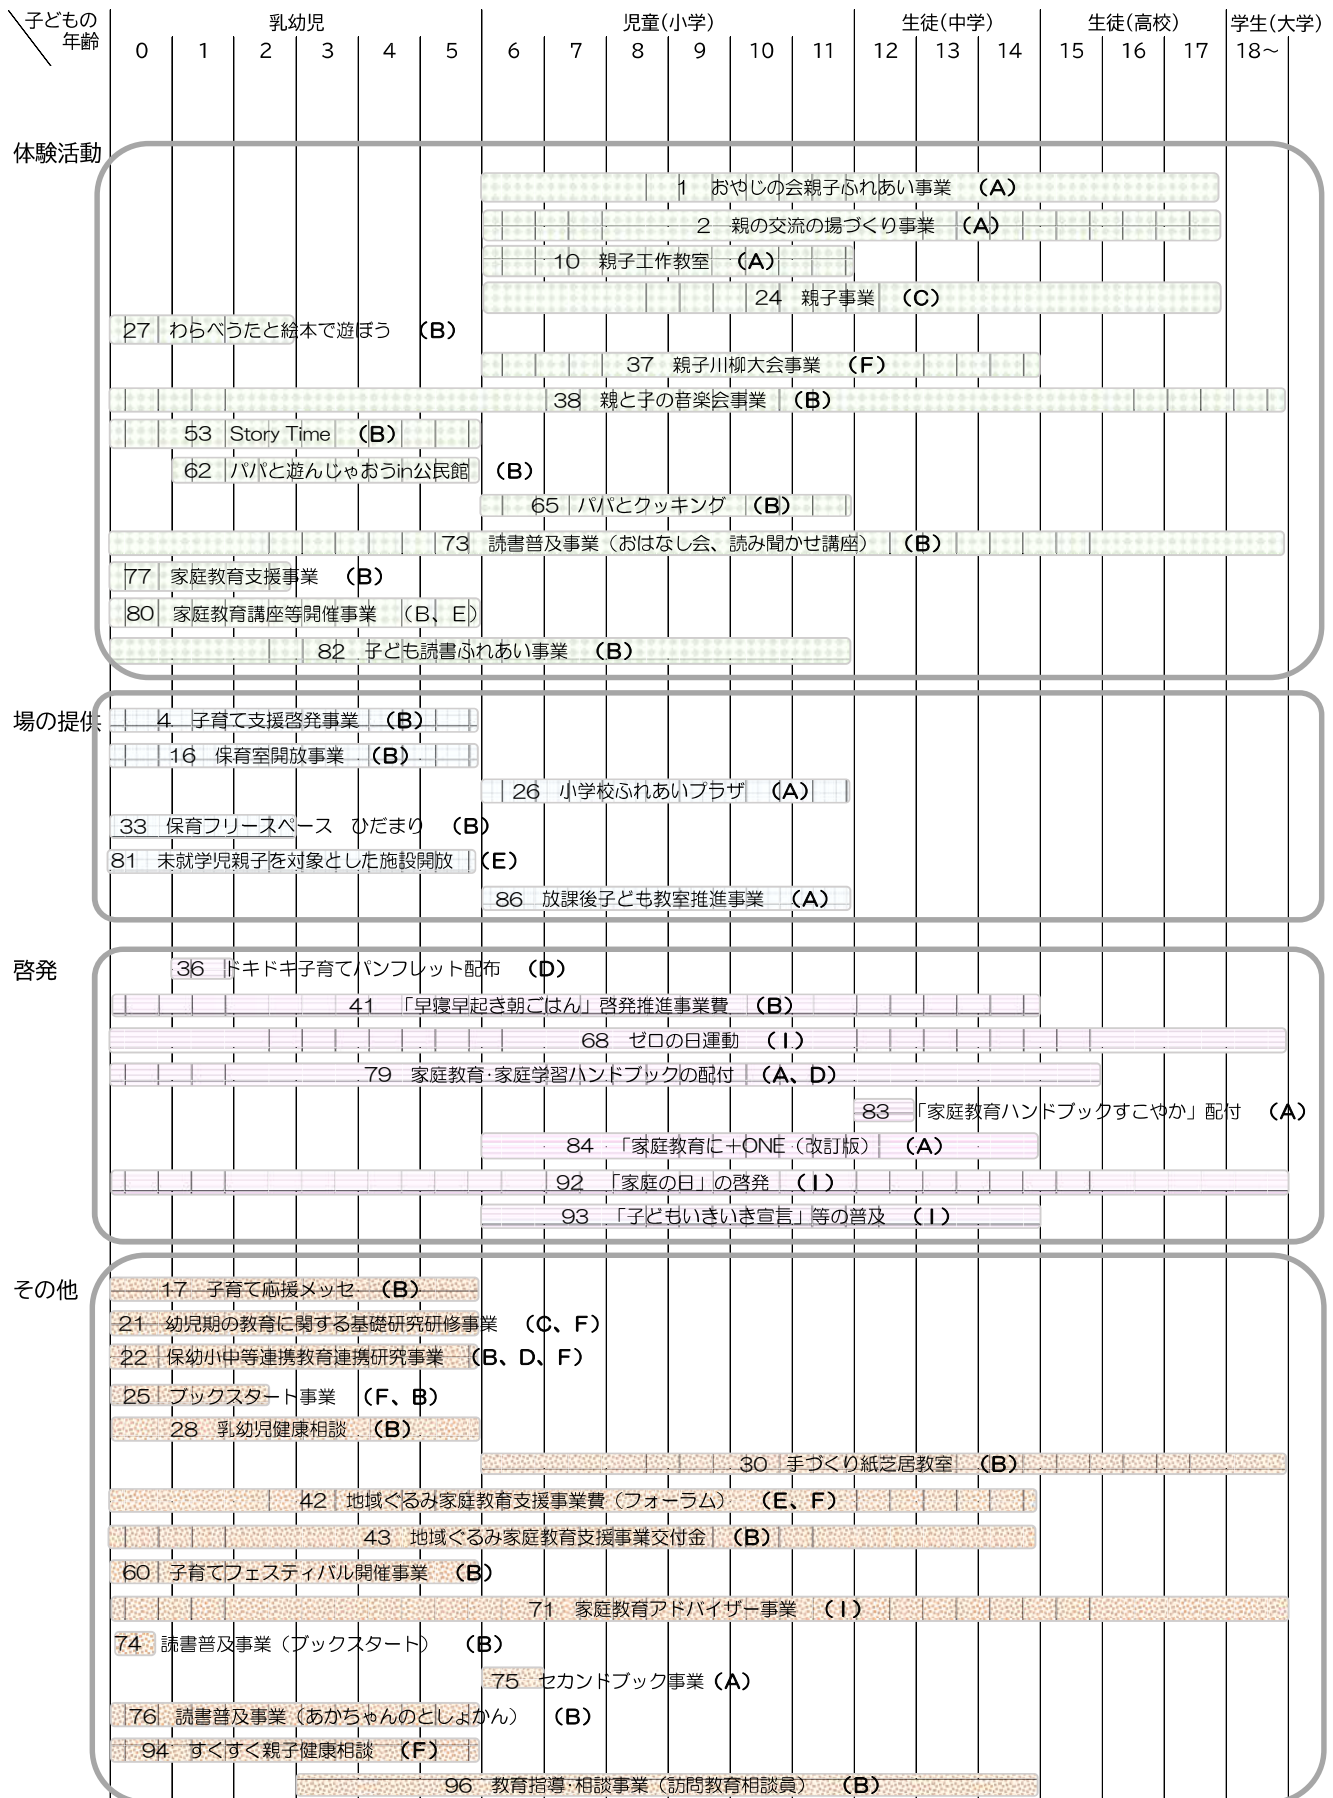 子どもの
年齢
乳幼児 児童(小学) 生徒(中学) 生徒(高校) 学生(大学)
0 1 2 3 4 5 6 7 8 9 10 11 12 13 14 15 16 17 18～
体験活動
1 おやじの会親子ふれあい事業 (A)
2 親の交流の場づくり事業 (A)
10 親子工作教室 (A)
24 親子事業 (C)
27 わらべうたと絵本で遊ぼう (B)
37 親子川柳大会事業 (F)
38 親と子の音楽会事業 (B)
53 Story Time (B)
62 パパと遊んじゃおうin公民館 (B)
65 パパとクッキング (B)
73 読書普及事業（おはなし会、読み聞かせ講座） (B)
77 家庭教育支援事業 (B)
80 家庭教育講座等開催事業 (B、E)
82 子ども読書ふれあい事業 (B)
場の提供
4 子育て支援啓発事業 (B)
16 保育室開放事業 (B)
26 小学校ふれあいプラザ (A)
33 保育フリースペース ひだまり (B)
81 未就学児親子を対象とした施設開放 (E)
86 放課後子ども教室推進事業 (A)
啓発
36 ドキドキ子育てパンフレット配布 (D)
41 「早寝早起き朝ごはん」啓発推進事業費 (B)
68 ゼロの日運動 (I)
79 家庭教育･家庭学習ハンドブックの配付 (A、D)
83 「家庭教育ハンドブックすこやか」配付 (A)
84 「家庭教育に＋ONE（改訂版） (A)
92 「家庭の日」の啓発 (I)
93 「子どもいきいき宣言」等の普及 (I)
その他
17 子育て応援メッセ (B)
21 幼児期の教育に関する基礎研究研修事業 (C、F)
22 保幼小中等連携教育連携研究事業 (B、D、F)
25 ブックスタート事業 (F、B)
28 乳幼児健康相談 (B)
30 手づくり紙芝居教室 (B)
42 地域ぐるみ家庭教育支援事業費（フォーラム） (E、F)
43 地域ぐるみ家庭教育支援事業交付金 (B)
60 子育てフェスティバル開催事業 (B)
71 家庭教育アドバイザー事業 (I)
74 読書普及事業（ブックスタート） (B)
75 セカンドブック事業 (A)
76 読書普及事業（あかちゃんのとしょかん） (B)
94 すくすく親子健康相談 (F)
96 教育指導･相談事業（訪問教育相談員） (B)